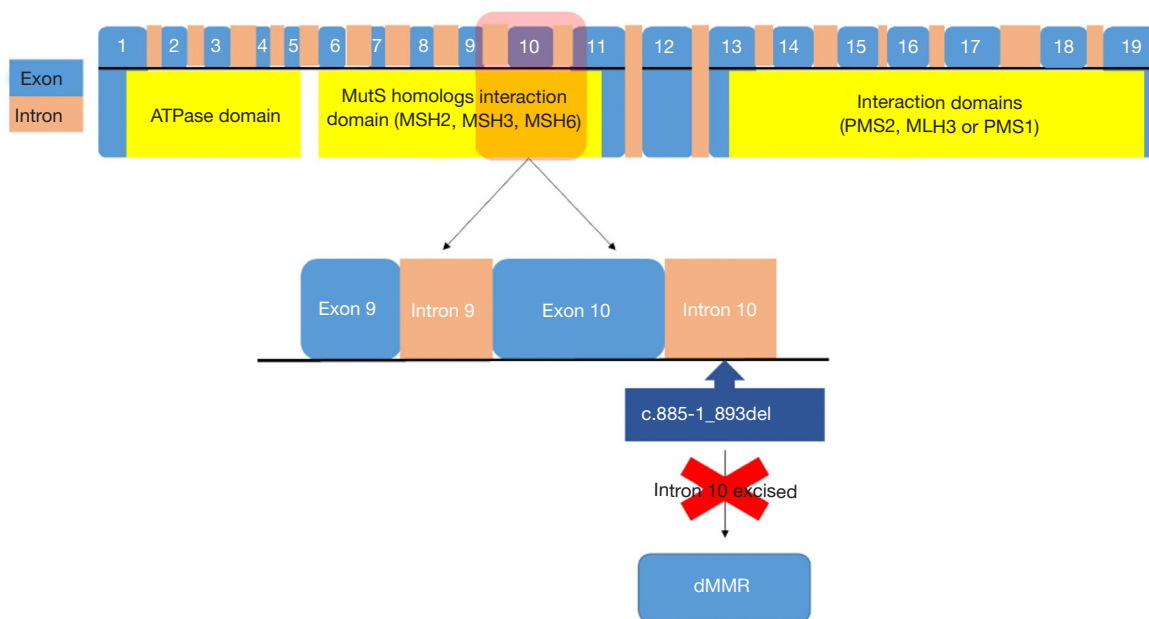 1 2 3 4 5 6 7 8 9 10 11 12 13 14 15 16 17 18 19
Exon
Intron
ATPase domain
MutS homologs interaction
domain (MSH2, MSH3, MSH6)
Interaction domains
(PMS2, MLH3 or PMS1)
Exon 9
Intron 9
Exon 10
Intron 10
c.885-1_893del
Intron 10 excised
dMMR